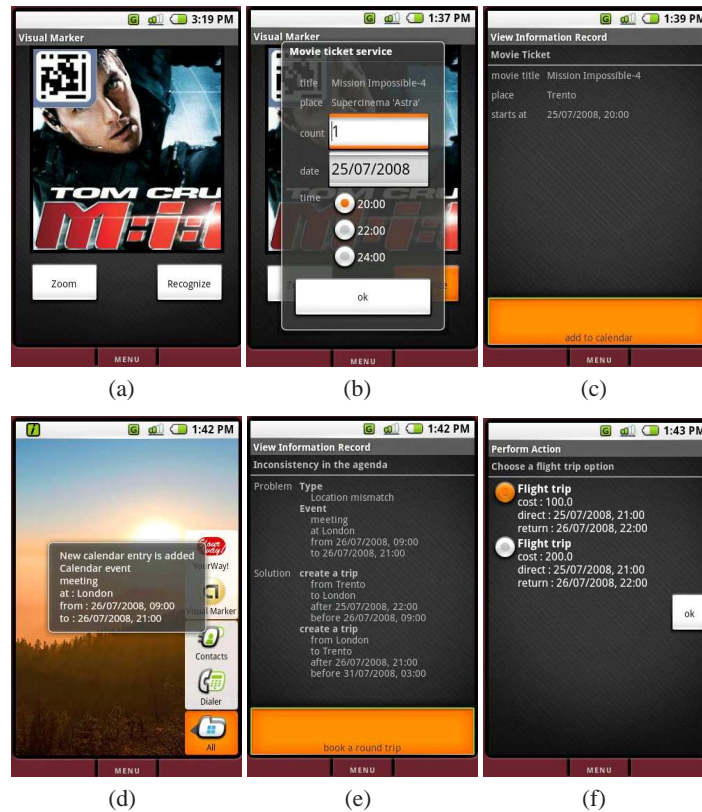 3:19 PM
Visual Marker
TOM CRU
M:i:
Zoom
Recognize
MENU
(a)
1:37 PM
Visual Marker
Movie ticket service
title Mission Impossible-4
place Supercinema 'Astra'
count 1
date 25/07/2008
time
20:00
22:00
24:00
ok
MENU
(b)
1:39 PM
View Information Record
Movie Ticket
movie title Mission Impossible-4
place Trento
starts at 25/07/2008, 20:00
add to calendar
MENU
(c)
1:42 PM
New calendar entry is added
Calendar event
meeting
at : London
from : 26/07/2008, 09:00
to : 26/07/2008, 21:00
YourWay!
Visual Marker
Contacts
Dialer
All
MENU
(d)
1:42 PM
View Information Record
Inconsistency in the agenda
Problem Type
Location mismatch
Event
meeting
at London
from 26/07/2008, 09:00
to 26/07/2008, 21:00
Solution create a trip
from Trento
to London
after 25/07/2008, 22:00
before 26/07/2008, 09:00
create a trip
from London
to Trento
after 26/07/2008, 21:00
before 31/07/2008, 03:00
book a round trip
MENU
(e)
1:43 PM
Perform Action
Choose a flight trip option
Flight trip
cost : 100.0
direct : 25/07/2008, 21:00
return : 26/07/2008, 22:00
Flight trip
cost : 200.0
direct : 25/07/2008, 21:00
return : 26/07/2008, 22:00
ok
MENU
(f)